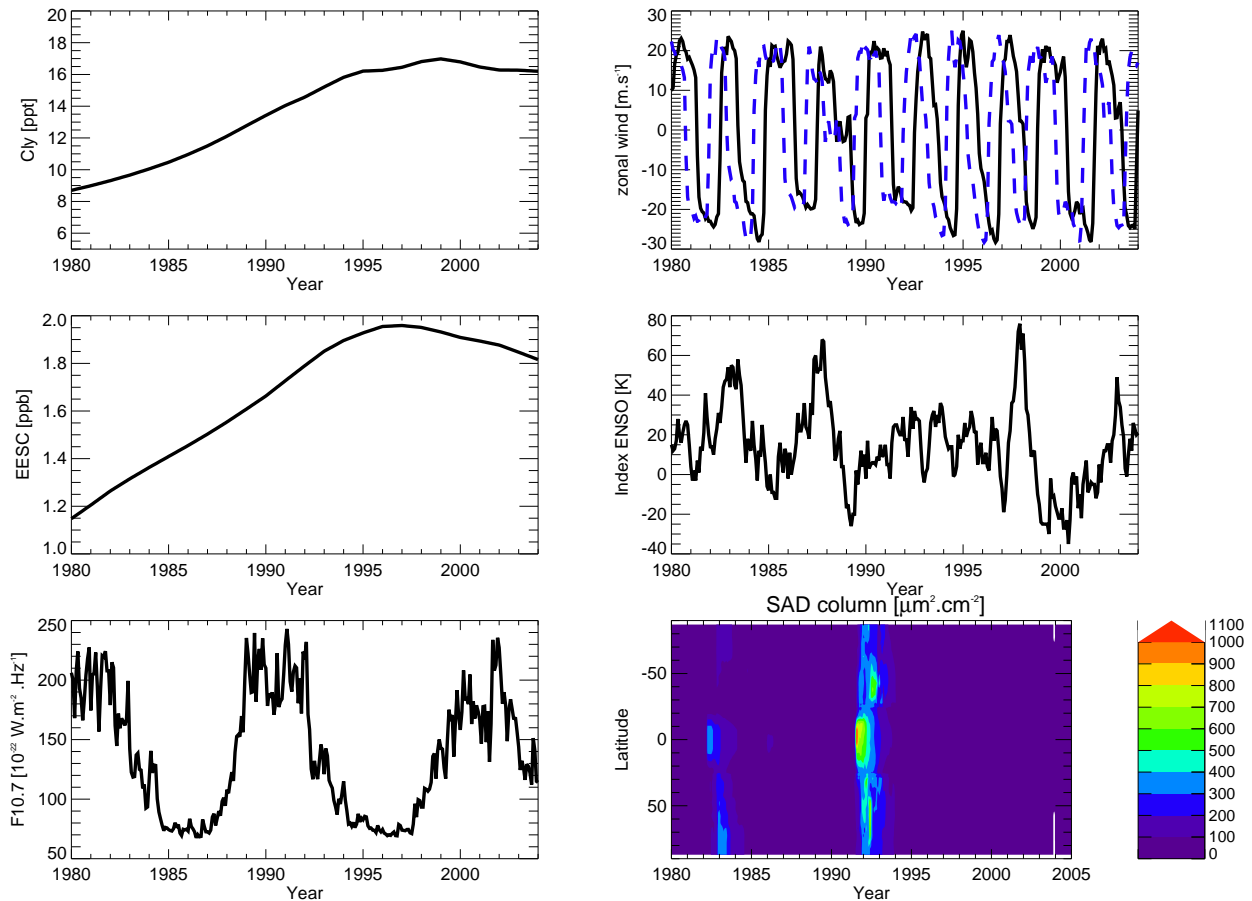 20
18
16
14
12
10
8
6
Cly [ppt]
1980 1985 1990 1995 2000
Year
30
20
10
0
-10
-20
-30
zonal wind [m.s⁻¹]
1980 1985 1990 1995 2000
Year
2.0
1.8
1.6
1.4
1.2
1.0
EESC [ppb]
1980 1985 1990 1995 2000
Year
80
60
40
20
0
-20
-40
Index ENSO [K]
1980 1985 1990 1995 2000
Year
250
200
150
100
50
F10.7 [10⁻²² W.m⁻² .Hz⁻¹]
1980 1985 1990 1995 2000
Year
SAD column [μm².cm⁻²]
-50
0
50
Latitude
1980 1985 1990 1995 2000 2005
Year
1100
1000
900
800
700
600
500
400
300
200
100
0